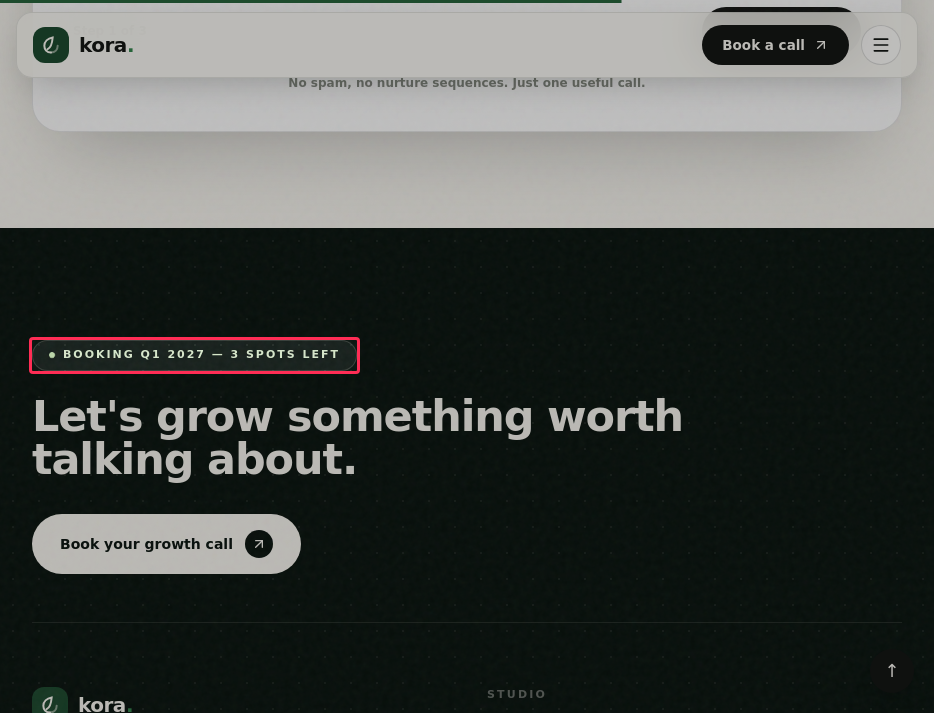 kora.
Book a call
No spam, no nurture sequences. Just one useful call.
BOOKING Q1 2027 — 3 SPOTS LEFT
Let's grow something worth
talking about.
Book your growth call
kora.
STUDIO